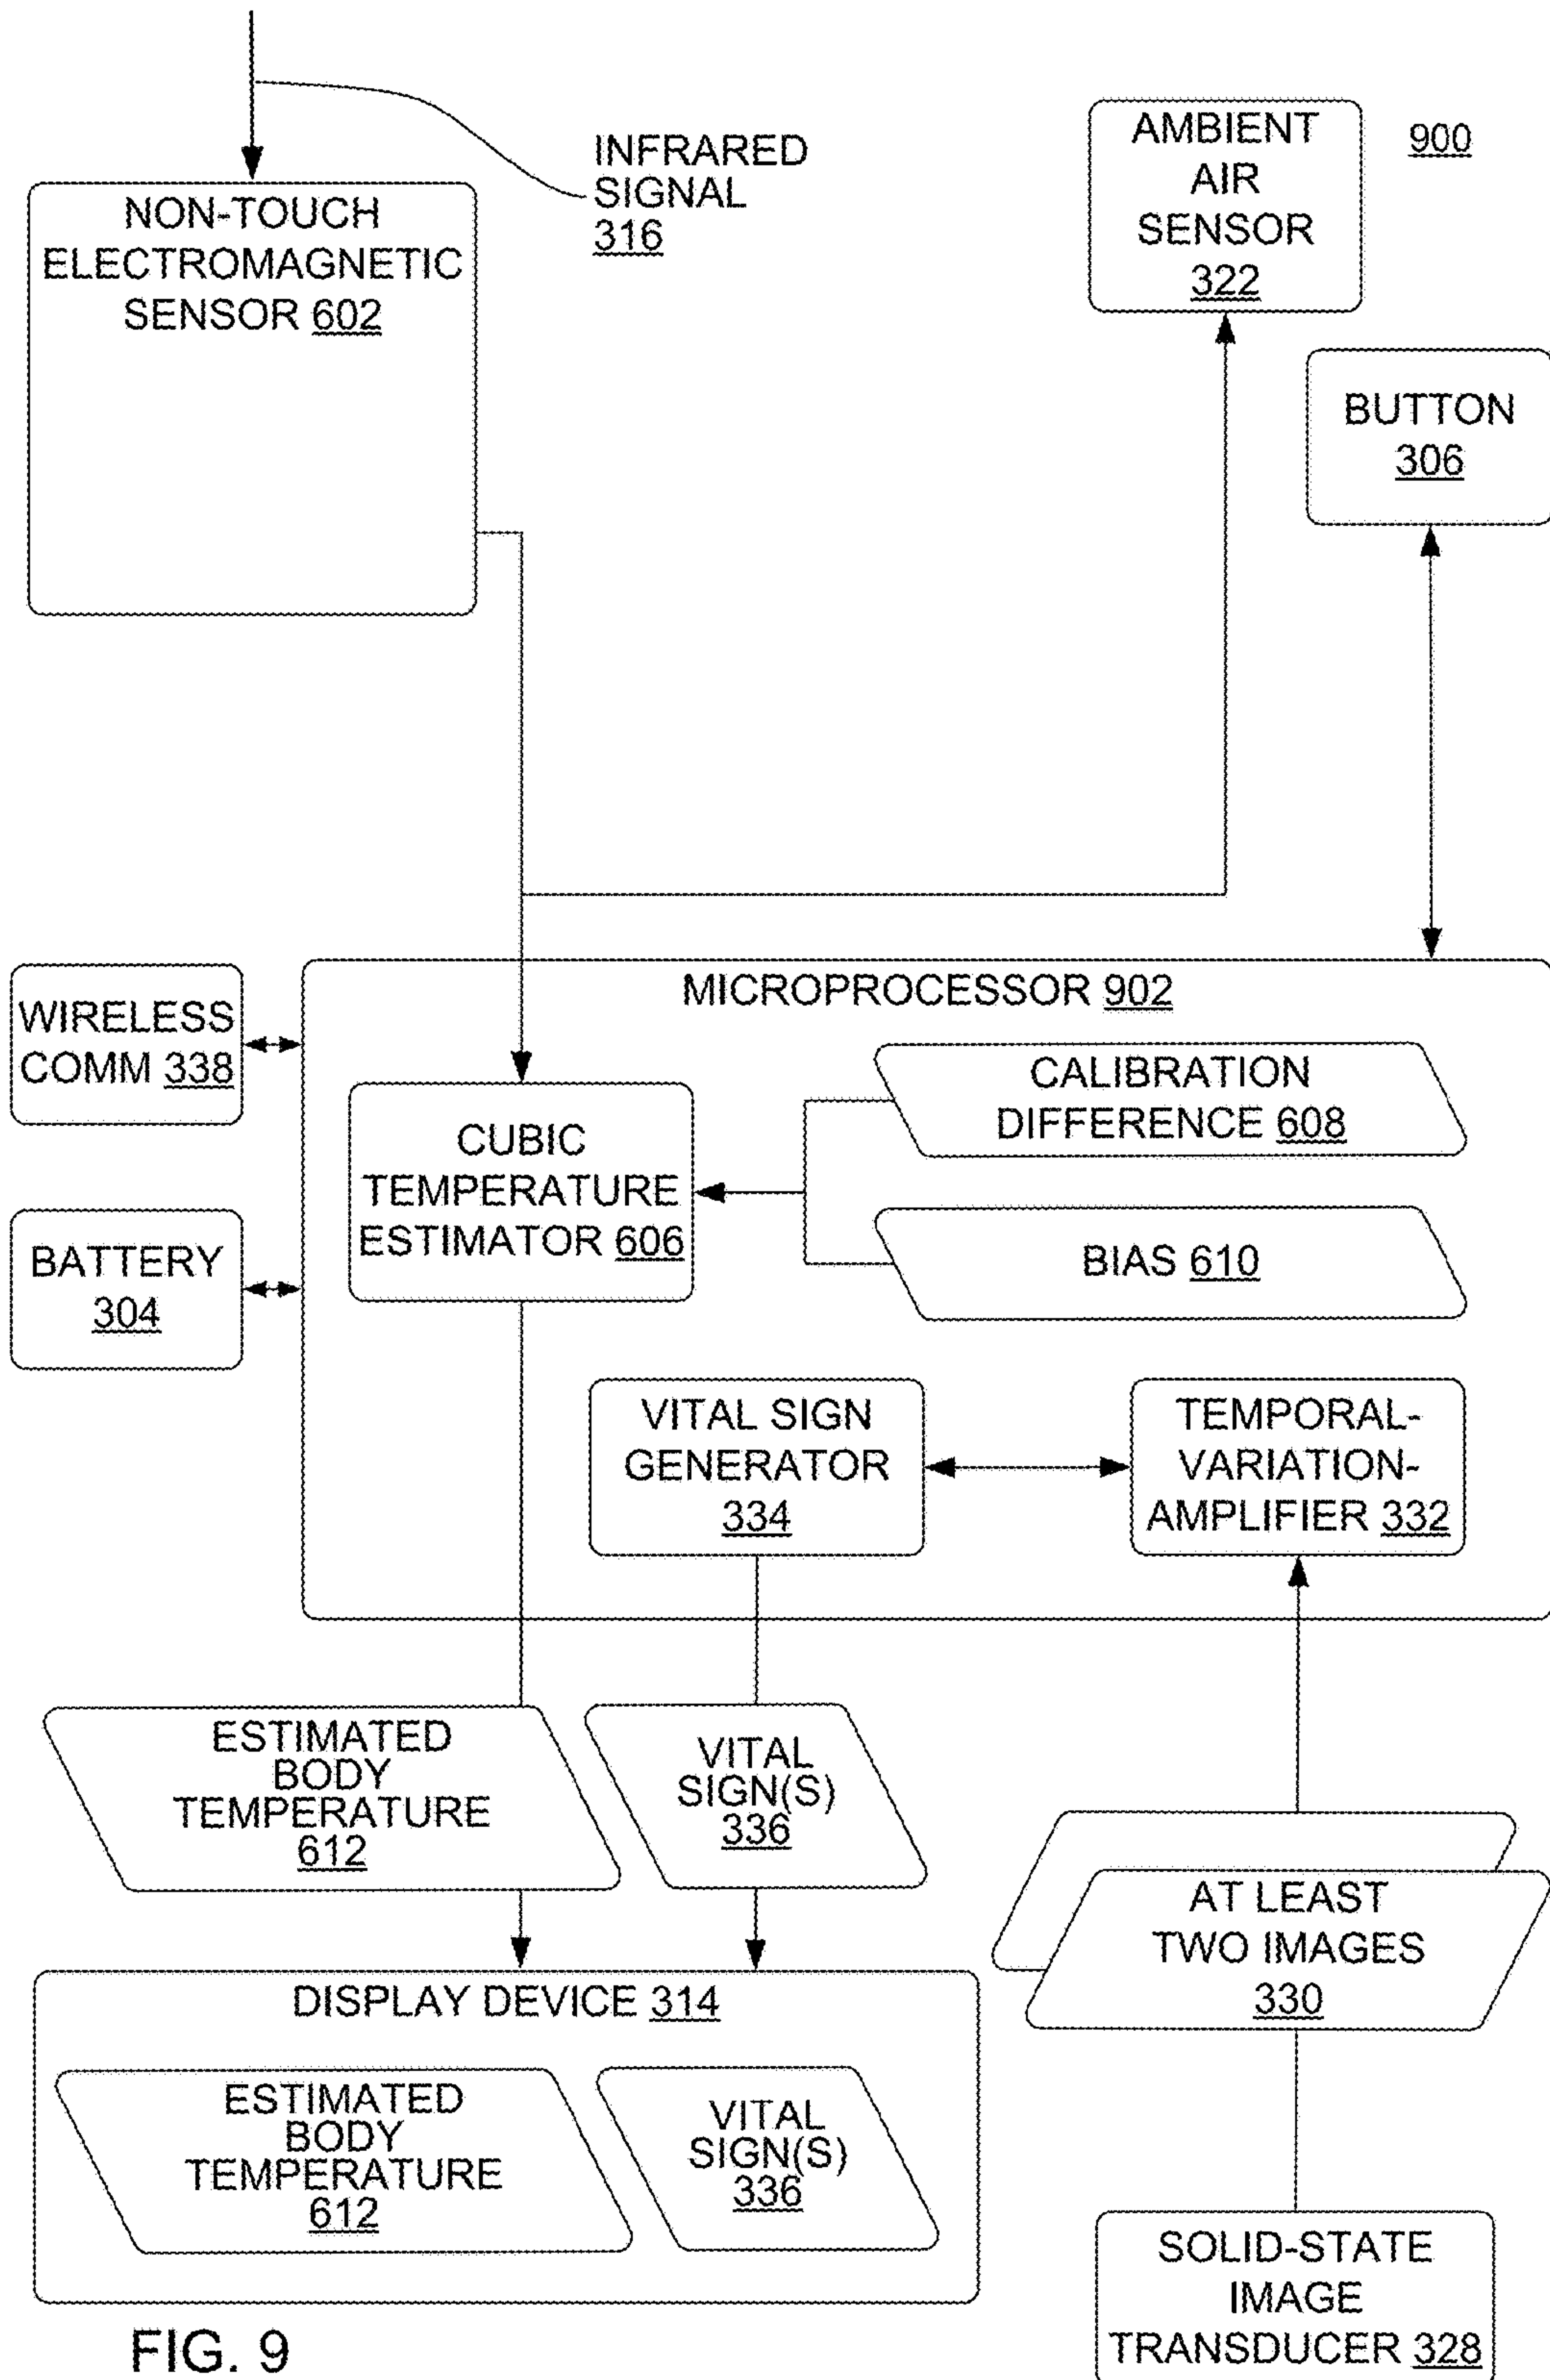 INFRARED
SIGNAL
316
AMBIENT
AIR
SENSOR
322
900
NON-TOUCH
ELECTROMAGNETIC
SENSOR 602
BUTTON
306
MICROPROCESSOR 902
WIRELESS
COMM 338
CALIBRATION
DIFFERENCE 608
CUBIC
TEMPERATURE
ESTIMATOR 606
BATTERY
304
BIAS 610
VITAL SIGN
GENERATOR
334
TEMPORAL-
VARIATION-
AMPLIFIER 332
ESTIMATED
BODY
TEMPERATURE
612
VITAL
SIGN(S)
336
AT LEAST
TWO IMAGES
330
DISPLAY DEVICE 314
ESTIMATED
BODY
TEMPERATURE
612
VITAL
SIGN(S)
336
SOLID-STATE
IMAGE
TRANSDUCER 328
FIG. 9